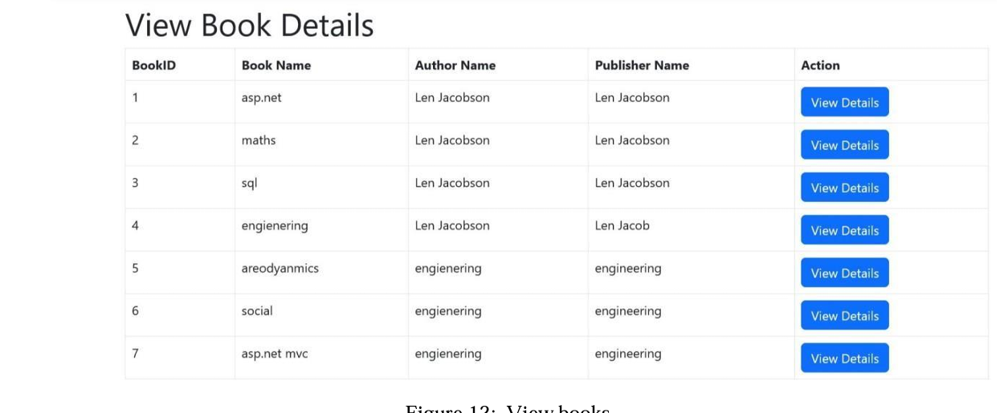 View Book Details
BookID Book Name Author Name Publisher Name Action
1 asp.net Len Jacobson Len Jacobson View Details
2 maths Len Jacobson Len Jacobson View Details
3 sql Len Jacobson Len Jacobson View Details
4 engienering Len Jacobson Len Jacob View Details
5 areodyanmics engienering engineering View Details
6 social engienering engineering View Details
7 asp.net mvc engienering engineering View Details
Figure 12: View books